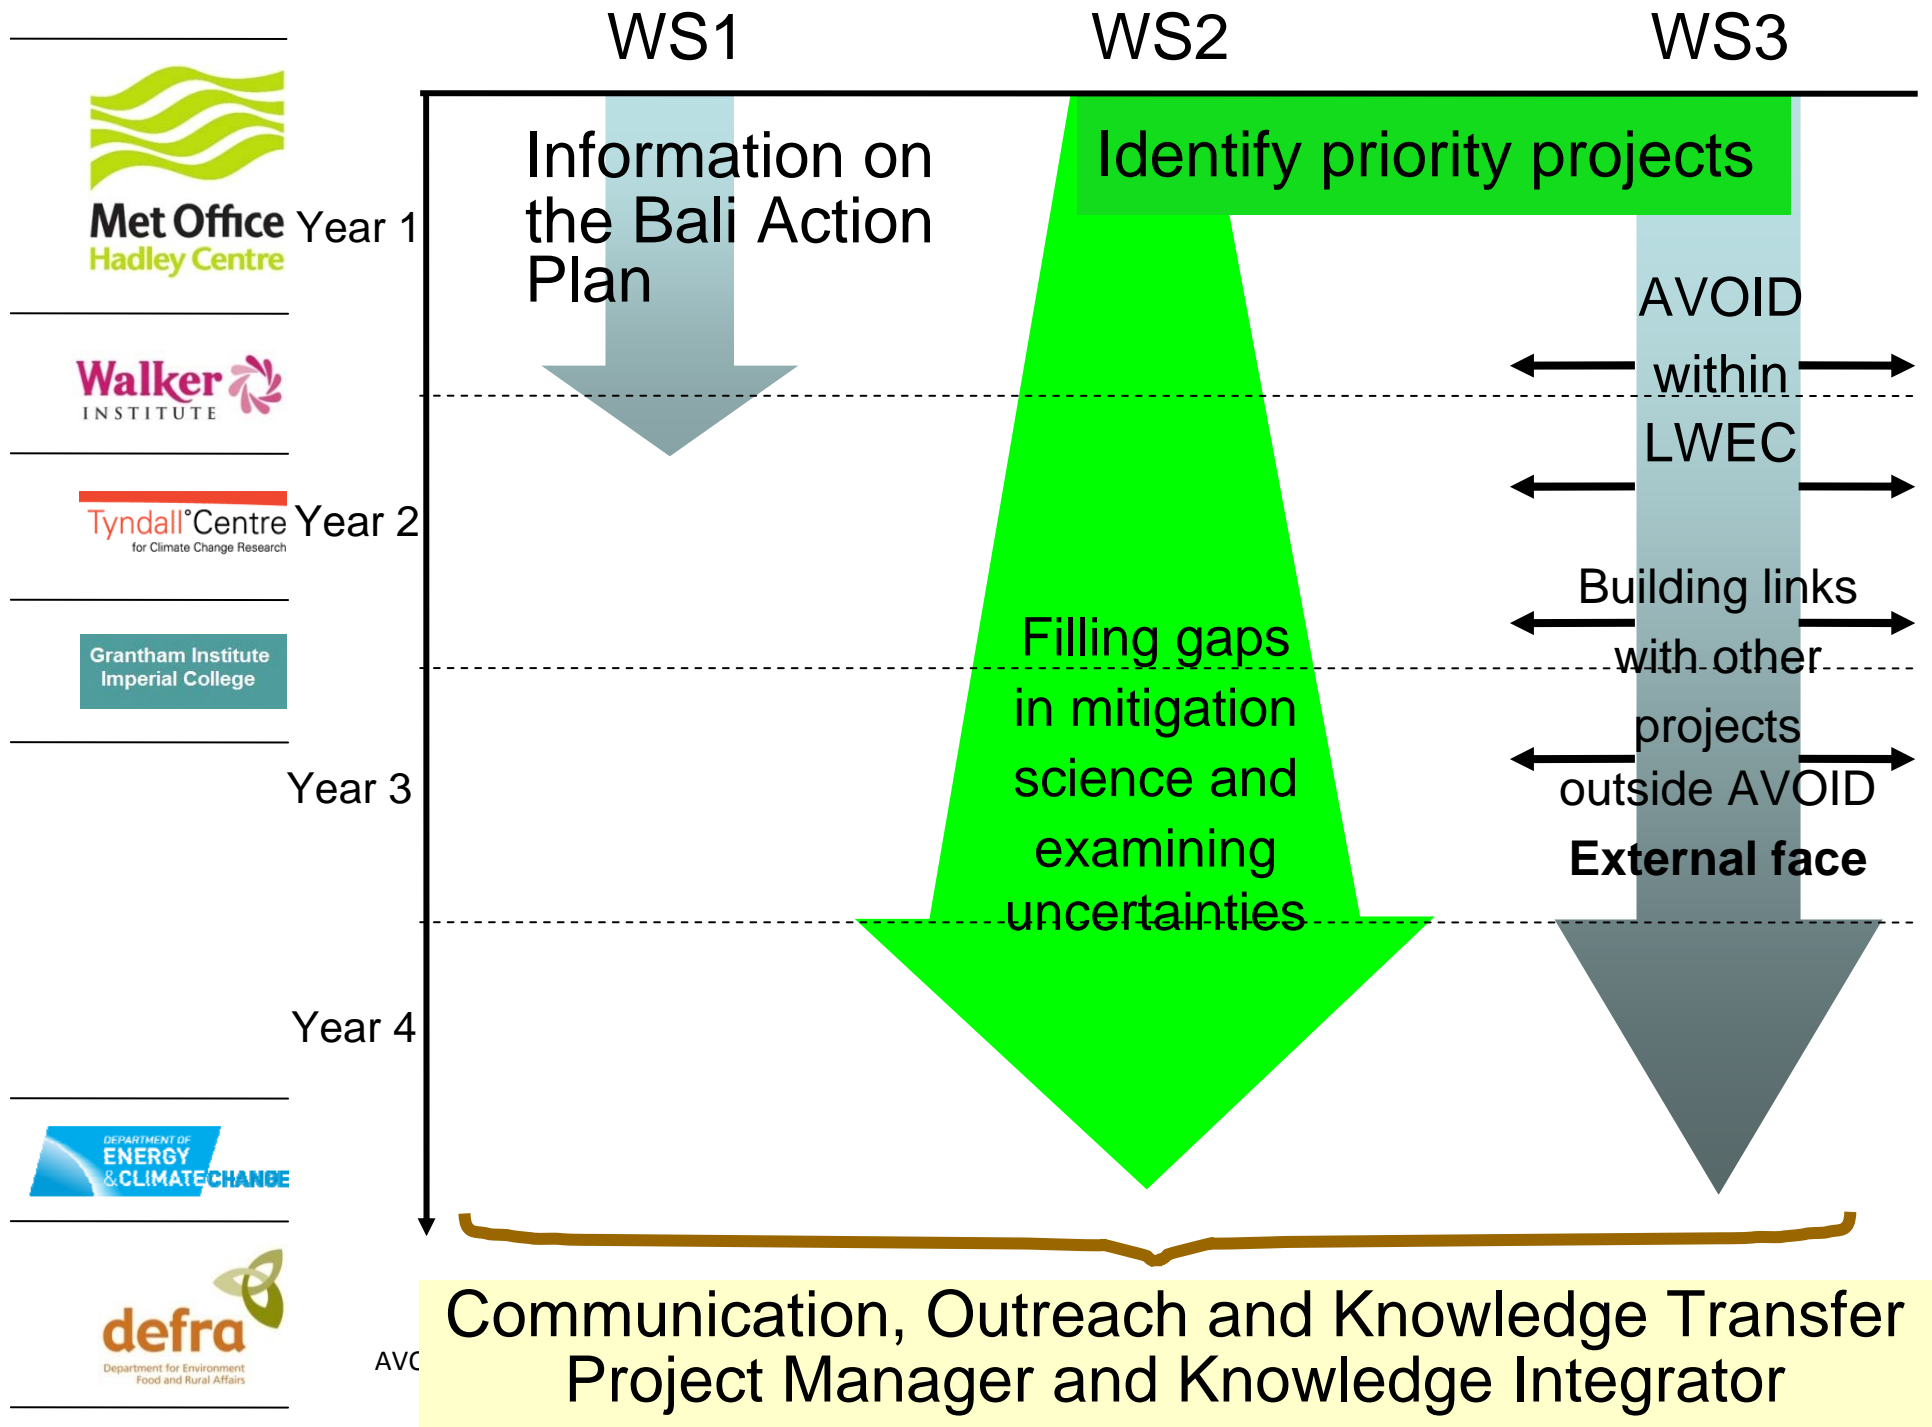 WS1
WS2
WS3
Met Office
Hadley Centre
Walker
INSTITUTE
Tyndall°Centre
for Climate Change Research
Grantham Institute
Imperial College
DEPARTMENT OF
ENERGY
&CLIMATECHANGE
defra
Department for Environment
Food and Rural Affairs
Year 1
Year 2
Year 3
Year 4
Information on
the Bali Action
Plan
Identify priority projects
Filling gaps
in mitigation
science and
examining
uncertainties
AVOID
within
LWEC
Building links
with other
projects
outside AVOID
External face
Communication, Outreach and Knowledge Transfer
Project Manager and Knowledge Integrator